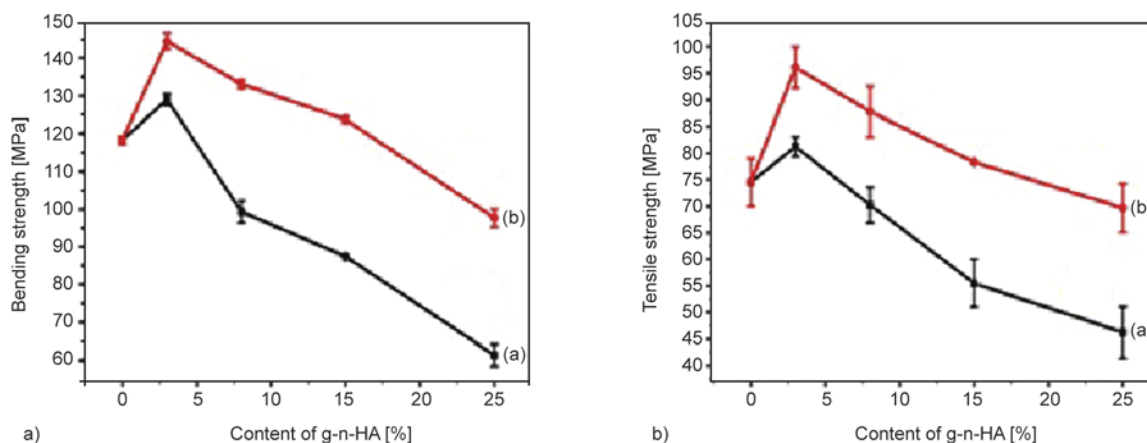 150
140
130
120
110
100
90
80
70
60
Bending strength [MPa]
(b)
(a)
0 5 10 15 20 25
a) Content of g-n-HA [%]
105
100
95
90
85
80
75
70
65
60
55
50
45
40
Tensile strength [MPa]
(b
(a
0 5 10 15 20 25
b) Content of g-n-HA [%]